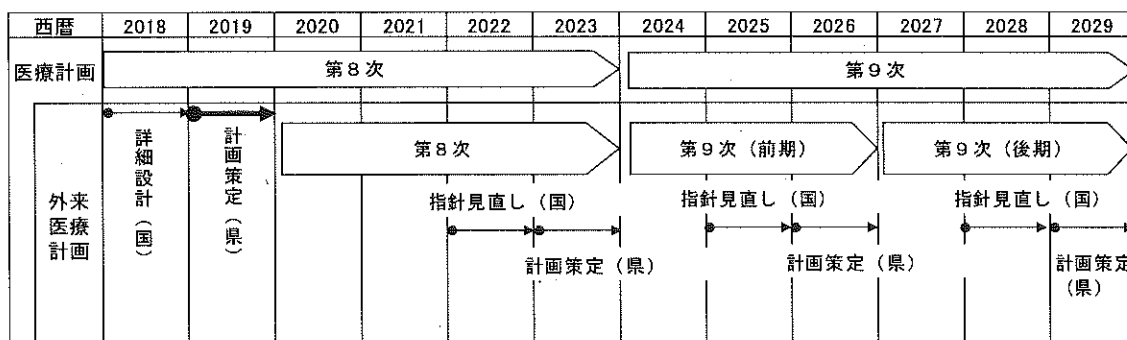 西暦 2018 2019 2020 2021 2022 2023 2024 2025 2026 2027 2028 2029
医療計画 第8次 第9次
外来
医療
計画
詳細設計（国）
計画策定（県）
第8次 第9次（前期） 第9次（後期）
指針見直し（国） 指針見直し（国） 指針見直し（国）
計画策定（県） 計画策定（県） 計画策定
（県）